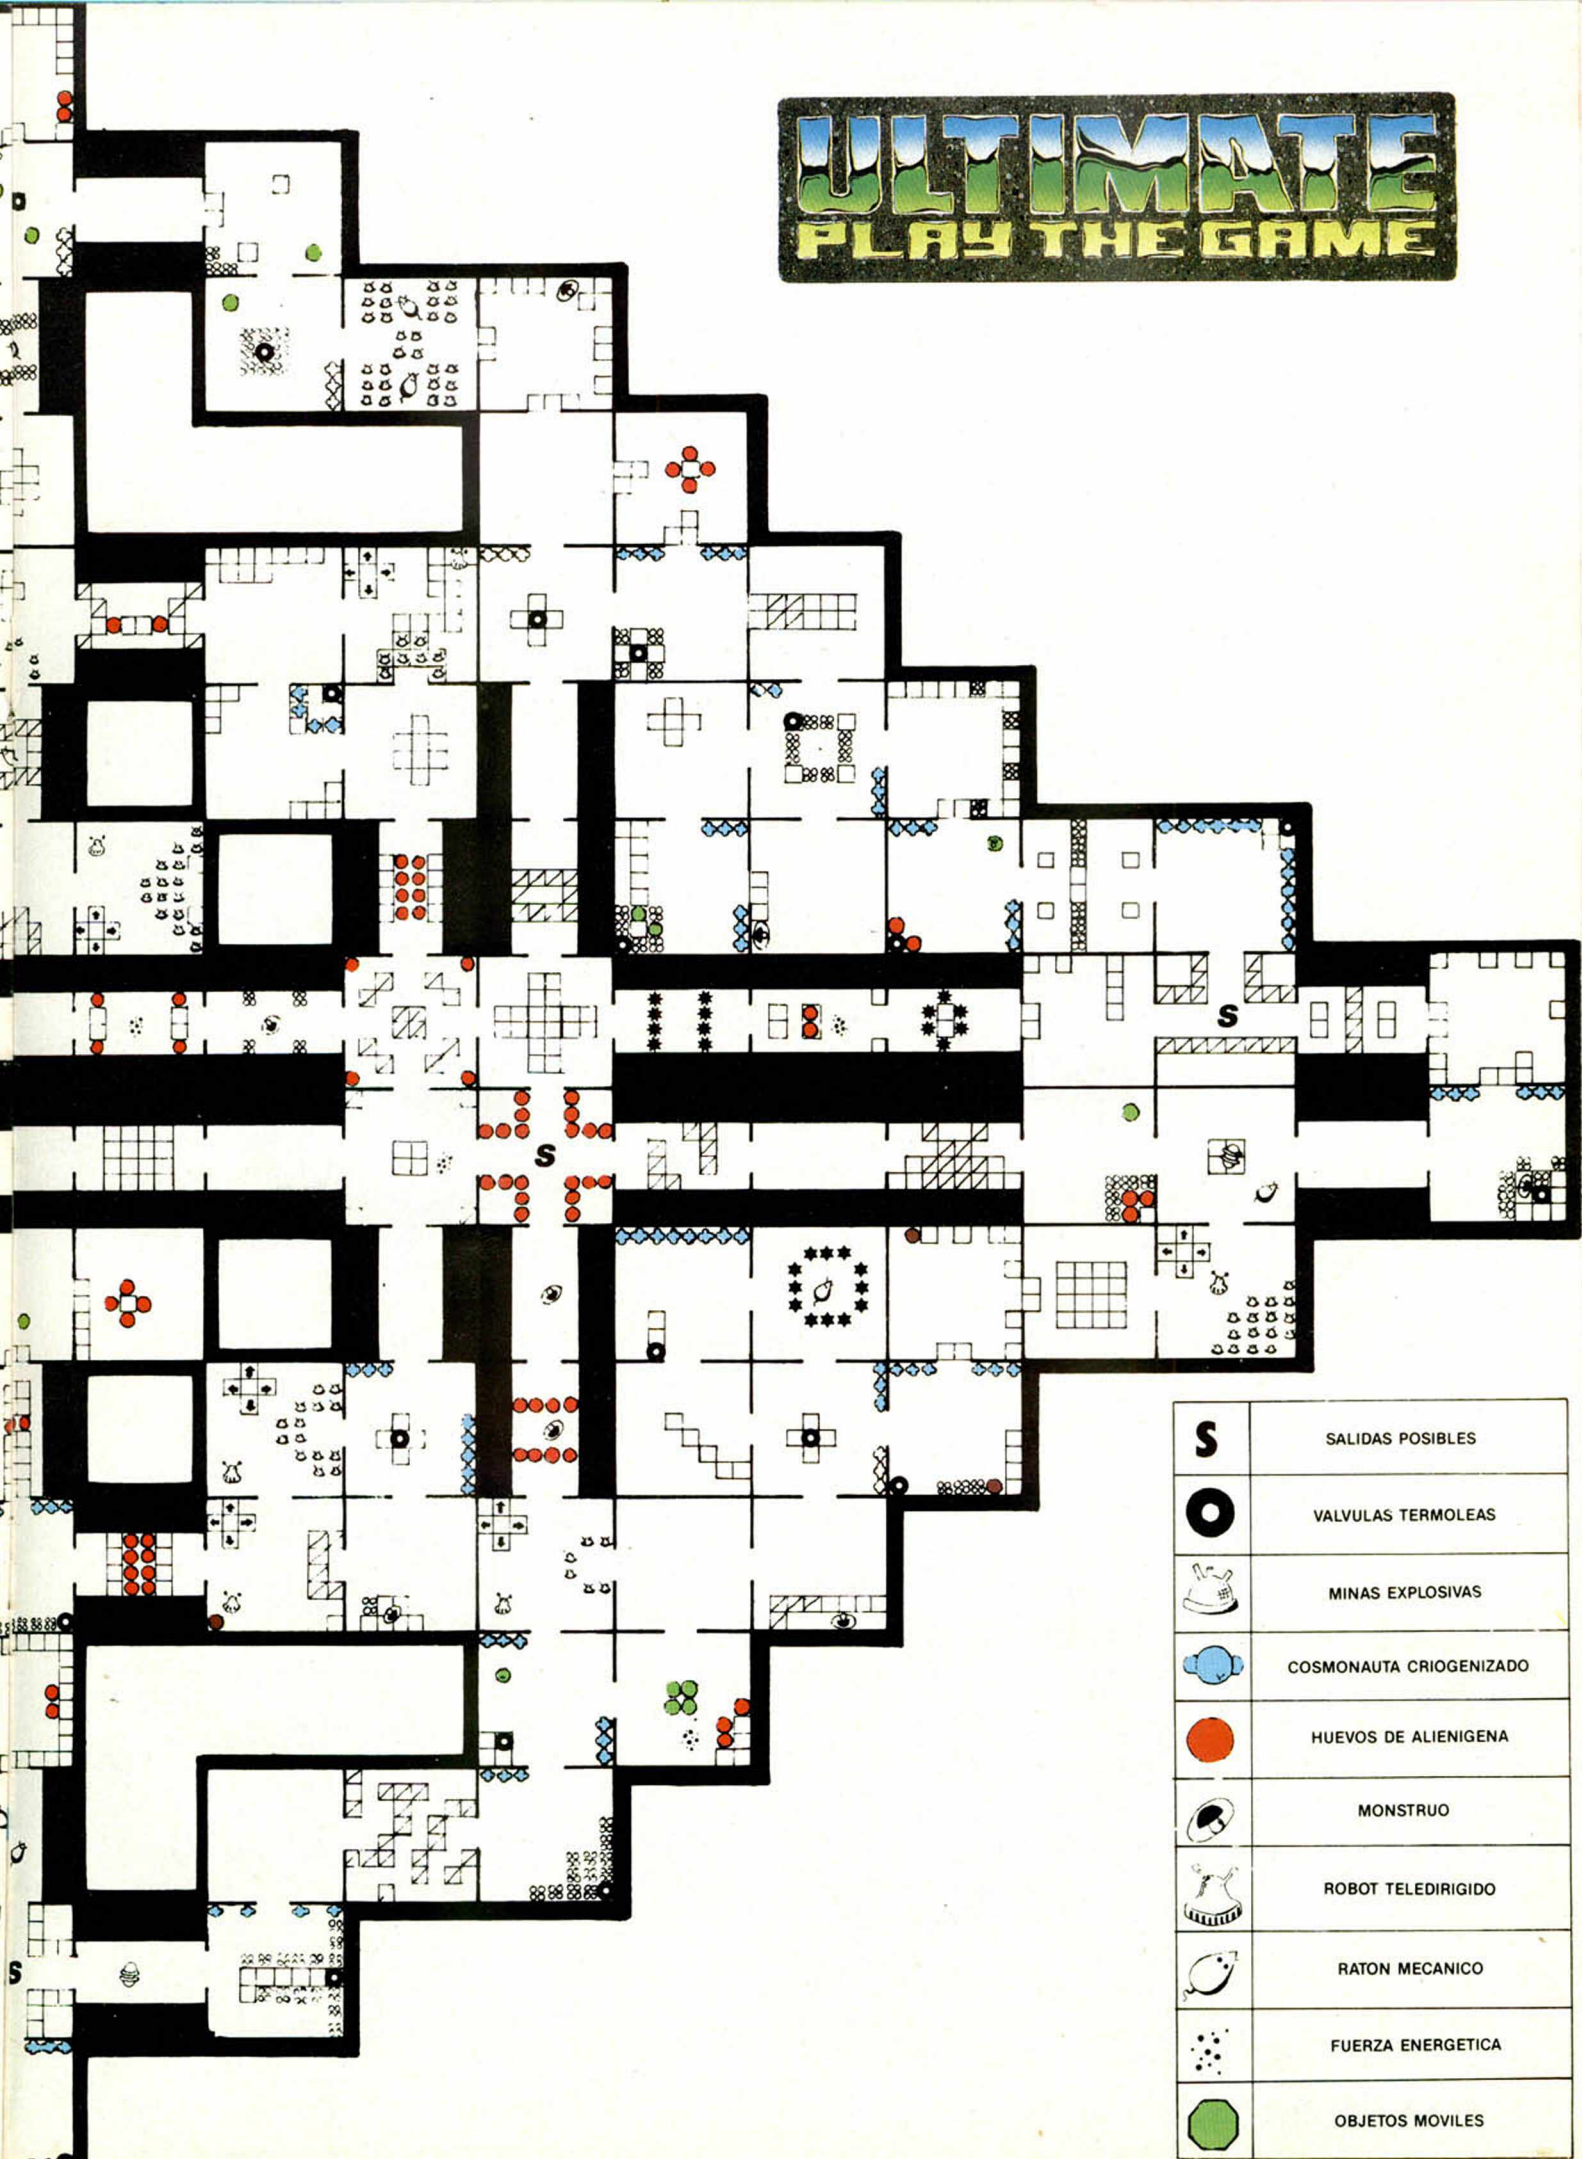 ULTIMATE
PLAY THE GAME
S
S
S
S SALIDAS POSIBLES
VALVULAS TERMOLEAS
MINAS EXPLOSIVAS
COSMONAUTA CRIOGENIZADO
HUEVOS DE ALIENIGENA
MONSTRUO
ROBOT TELEDIRIGIDO
RATON MECANICO
FUERZA ENERGETICA
OBJETOS MOVILES